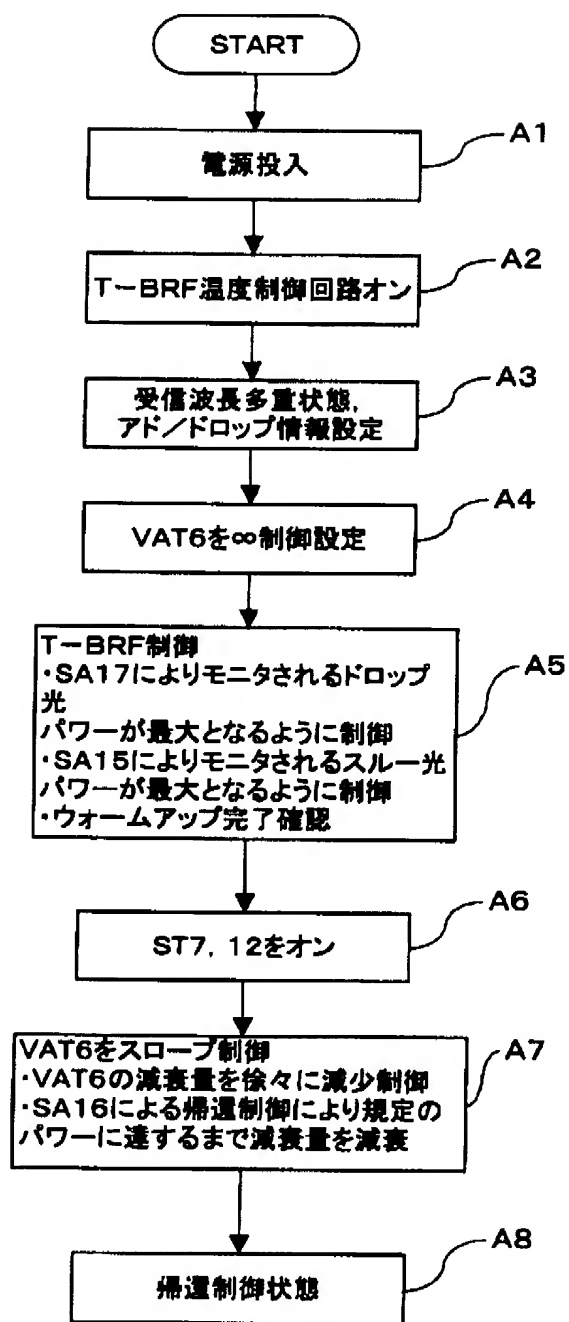 START
A1
電源投入
A2
T-BRF温度制御回路オン
A3
受信波長多重状態,
アド／ドロップ情報設定
A4
VAT6を∞制御設定
A5
T-BRF制御
・SA17によりモニタされるドロップ
光
パワーが最大となるように制御
・SA15によりモニタされるスルー光
パワーが最大となるように制御
・ウォームアップ完了確認
A6
ST7, 12をオン
A7
VAT6をスロープ制御
・VAT6の減衰量を徐々に減少制御
・SA16による帰還制御により規定の
パワーに達するまで減衰量を減衰
A8
帰還制御状態